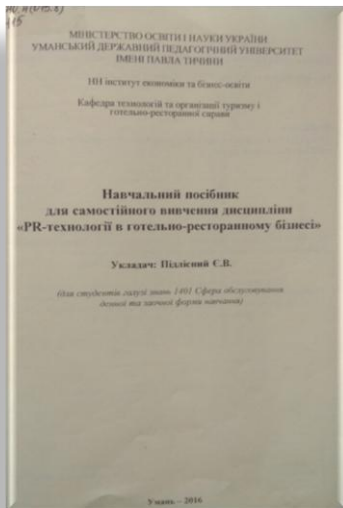 МІНІСТЕРСТВО ОСВІТИ І НАУКИ УКРАЇНИ
УМАНСЬКИЙ ДЕРЖАВНИЙ ПЕДАГОГІЧНИЙ УНІВЕРСИТЕТ
ІМЕНІ ПАВЛА ТИЧИНИ
НН інститут економіки та бізнес-освіти
Кафедра технологій та організації туризму і
готельно-ресторанної справи
Навчальний посібник
для самостійного вивчення дисципліни
«PR-технології в готельно-ресторанному бізнесі»
Укладач: Підлісний Є.В.
(для студентів галузі знань 1401 Сфера обслуговування
денної та заочної форми навчання)
Умань – 2016